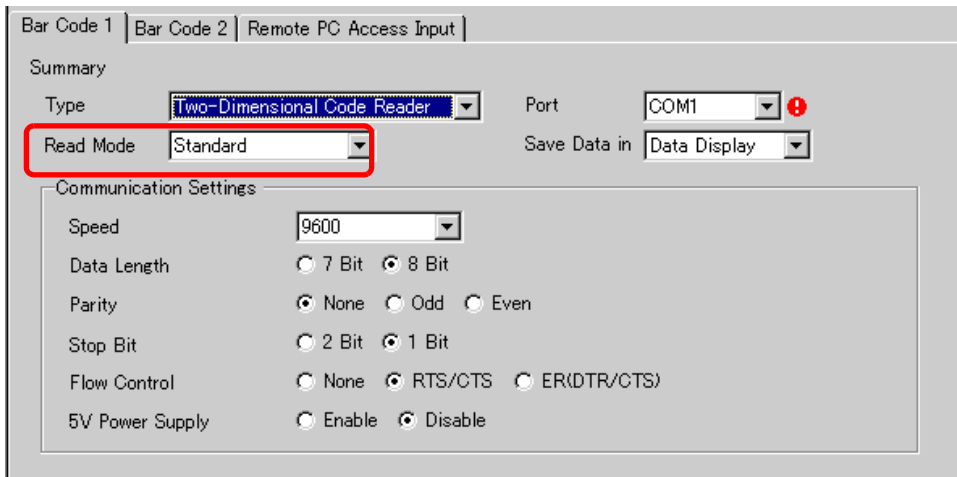 Bar Code 1 Bar Code 2 Remote PC Access Input
Summary
Type Two-Dimensional Code Reader Port COM1
Read Mode Standard Save Data in Data Display
Communication Settings
Speed 9600
Data Length 7 Bit 8 Bit
Parity None Odd Even
Stop Bit 2 Bit 1 Bit
Flow Control None RTS/CTS ER(DTR/CTS)
5V Power Supply Enable Disable